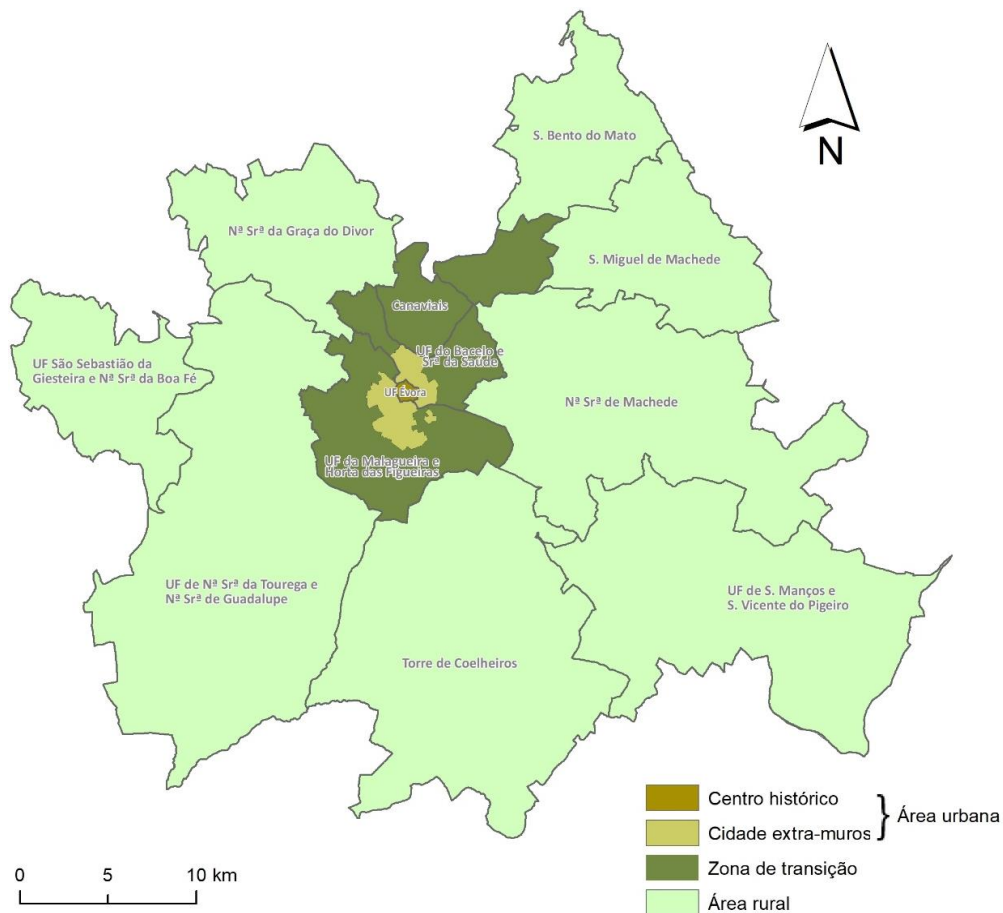 S. Bento do Mato
N
Nª Srª da Graça do Divor
S. Miguel de Machede
Canaviais
UF São Sebastião da
Giesteira e Nª Srª da Boa Fé
UF do Bacelo e
Srª da Saúde
UF Évora
Nª Srª de Machede
UF da Malagueira e
Horta das Figueiras
UF de Nª Srª da Tourega e
Nª Srª de Guadalupe
UF de S. Manços e
S. Vicente do Pigeiro
Torre de Coelheiros
Centro histórico
Cidade extra-muros
} Área urbana
Zona de transição
Área rural
0 5 10 km